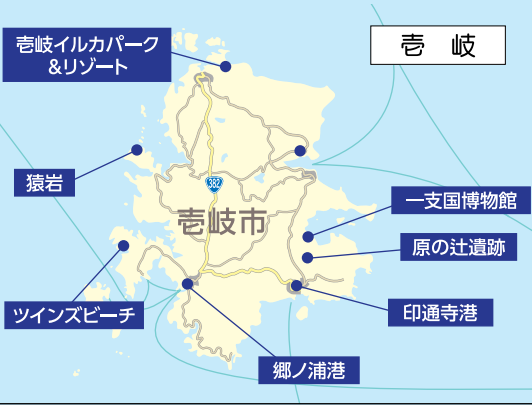 壱岐
壱岐イルカパーク
&リゾート
猿岩
382
一支国博物館
壱岐市
原の辻遺跡
ツインズビーチ
印通寺港
郷ノ浦港